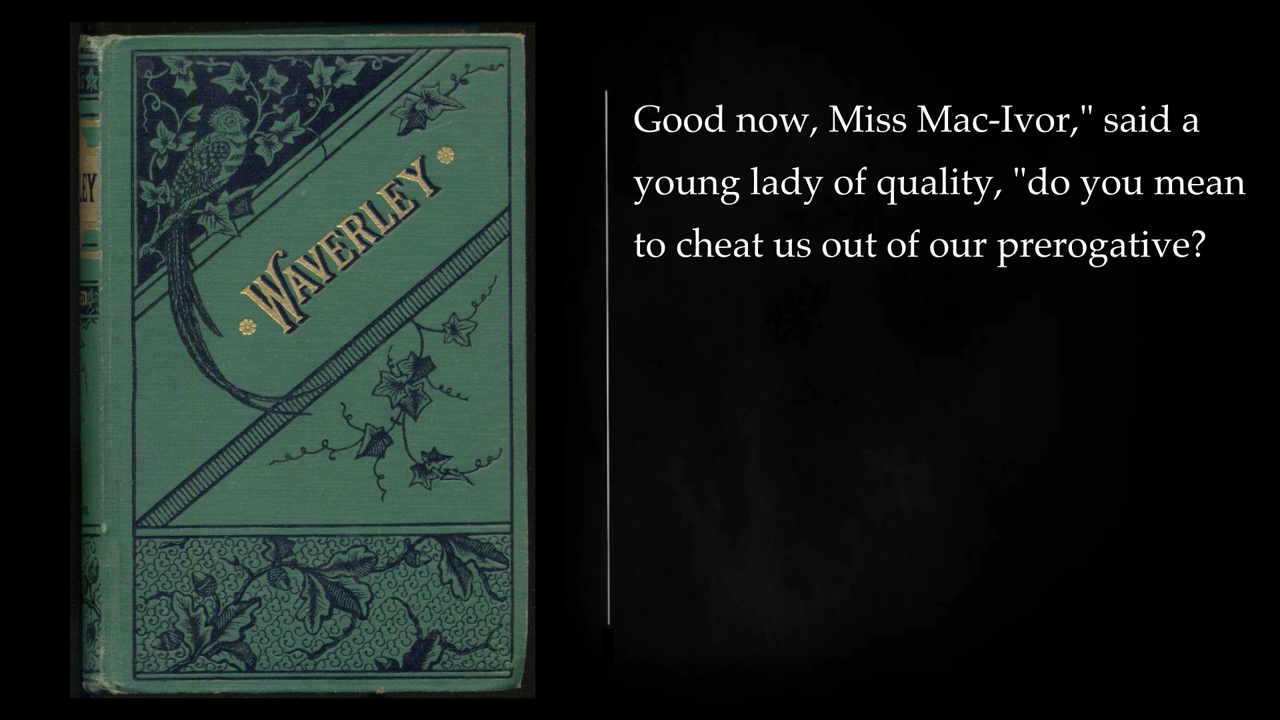 WAVERLEY
LEY
Good now, Miss Mac-Ivor," said a
young lady of quality, "do you mean
to cheat us out of our prerogative?